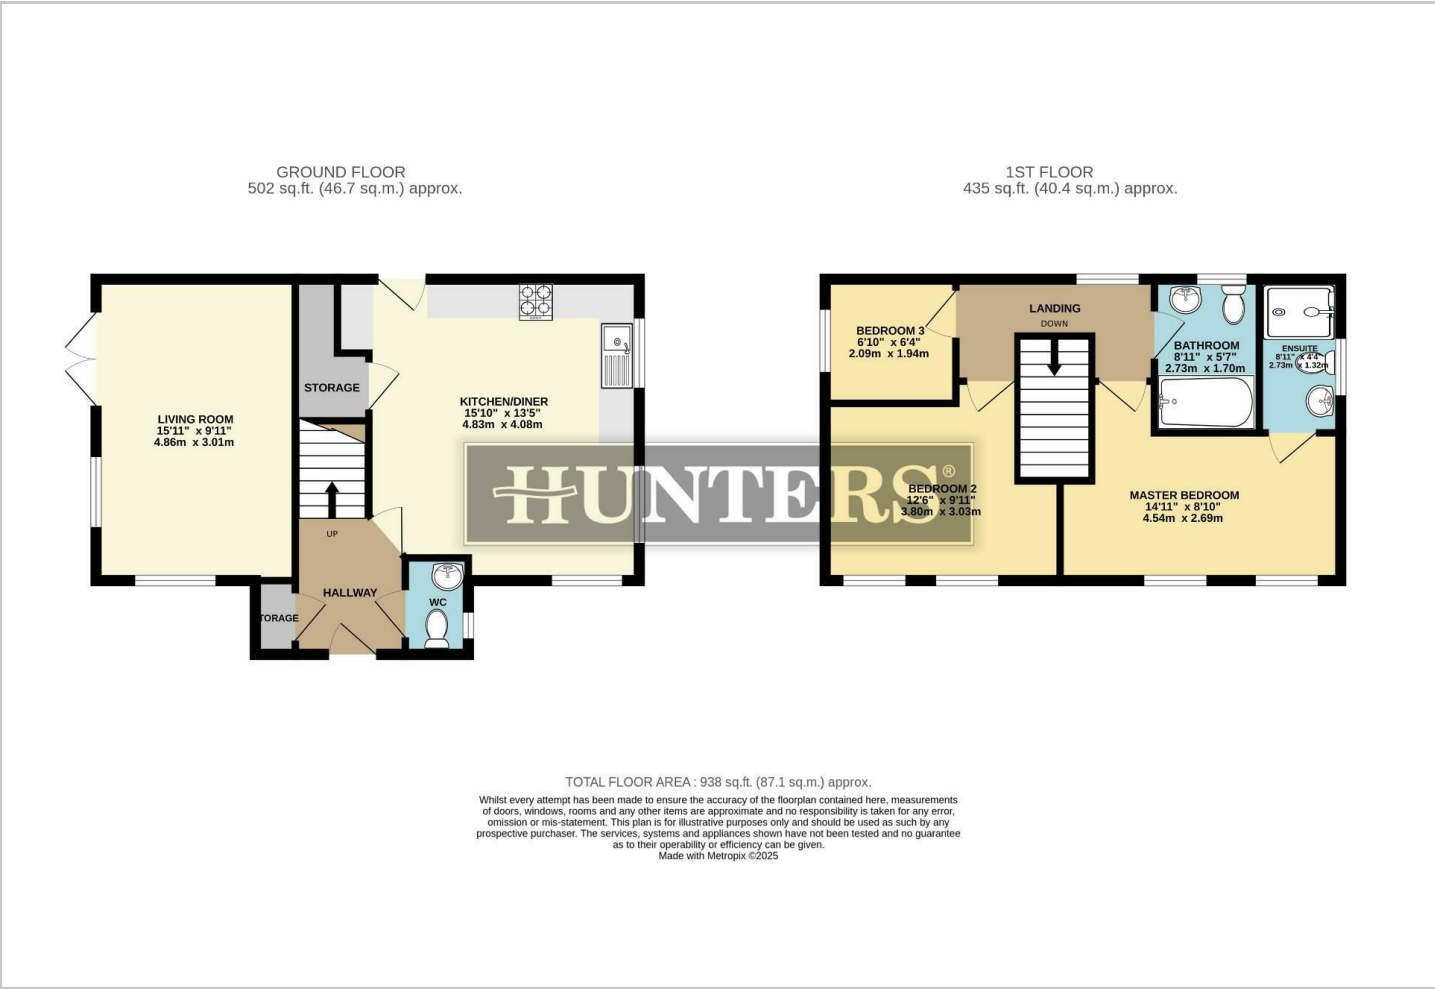 GROUND FLOOR
502 sq.ft. (46.7 sq.m.) approx.
1ST FLOOR
435 sq.ft. (40.4 sq.m.) approx.
LIVING ROOM
15'11" x 9'11"
4.86m x 3.01m
STORAGE
KITCHEN/DINER
15'10" x 13'5"
4.83m x 4.08m
UP
HALLWAY
TORAGE
WC
BEDROOM 3
6'10" x 6'4"
2.09m x 1.94m
LANDING
DOWN
BATHROOM
8'11" x 5'7"
2.73m x 1.70m
ENSUITE
8'11" x 4'4"
2.73m x 1.32m
BEDROOM 2
12'6" x 9'11"
3.80m x 3.03m
MASTER BEDROOM
14'11" x 8'10"
4.54m x 2.69m
HUNTERS®
TOTAL FLOOR AREA : 938 sq.ft. (87.1 sq.m.) approx.
Whilst every attempt has been made to ensure the accuracy of the floorplan contained here, measurements
of doors, windows, rooms and any other items are approximate and no responsibility is taken for any error,
omission or mis-statement. This plan is for illustrative purposes only and should be used as such by any
prospective purchaser. The services, systems and appliances shown have not been tested and no guarantee
as to their operability or efficiency can be given.
Made with Metropix ©2025